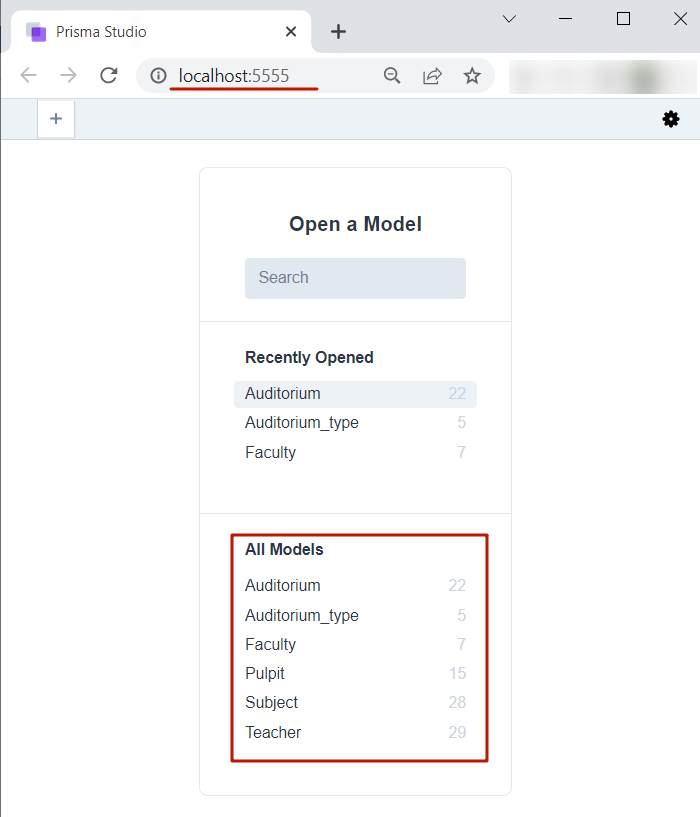 Prisma Studio
localhost:5555
Open a Model
Search
Recently Opened
Auditorium 22
Auditorium_type 5
Faculty 7
All Models
Auditorium 22
Auditorium_type 5
Faculty 7
Pulpit 15
Subject 28
Teacher 29